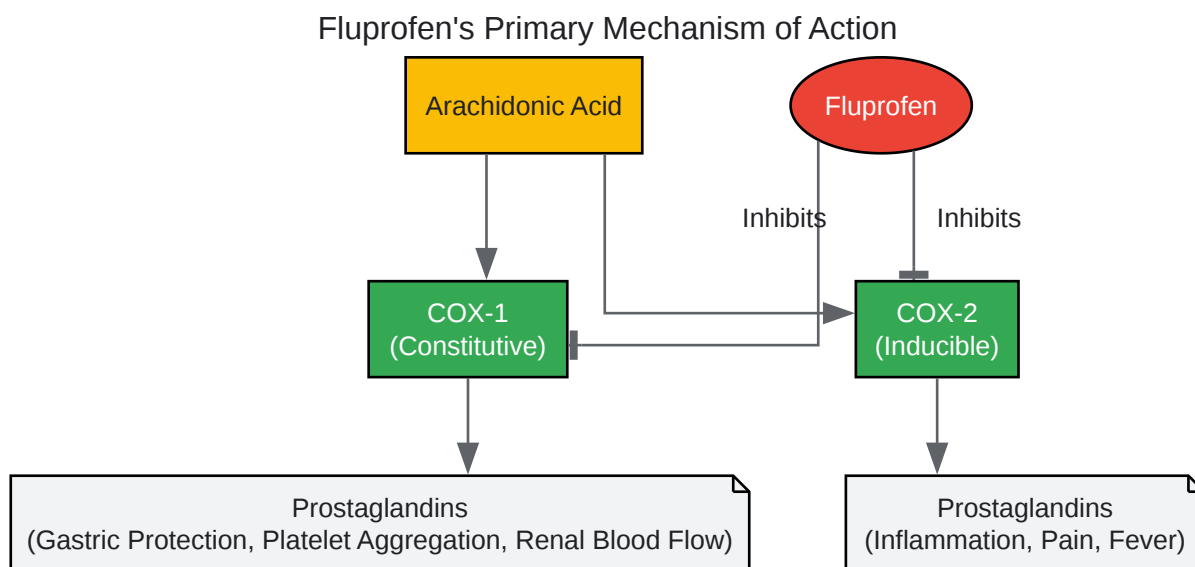 Fluprofen's Primary Mechanism of Action
Arachidonic Acid
Fluprofen
Inhibits
Inhibits
COX-1
(Constitutive)
COX-2
(Inducible)
Prostaglandins
(Gastric Protection, Platelet Aggregation, Renal Blood Flow)
Prostaglandins
(Inflammation, Pain, Fever)